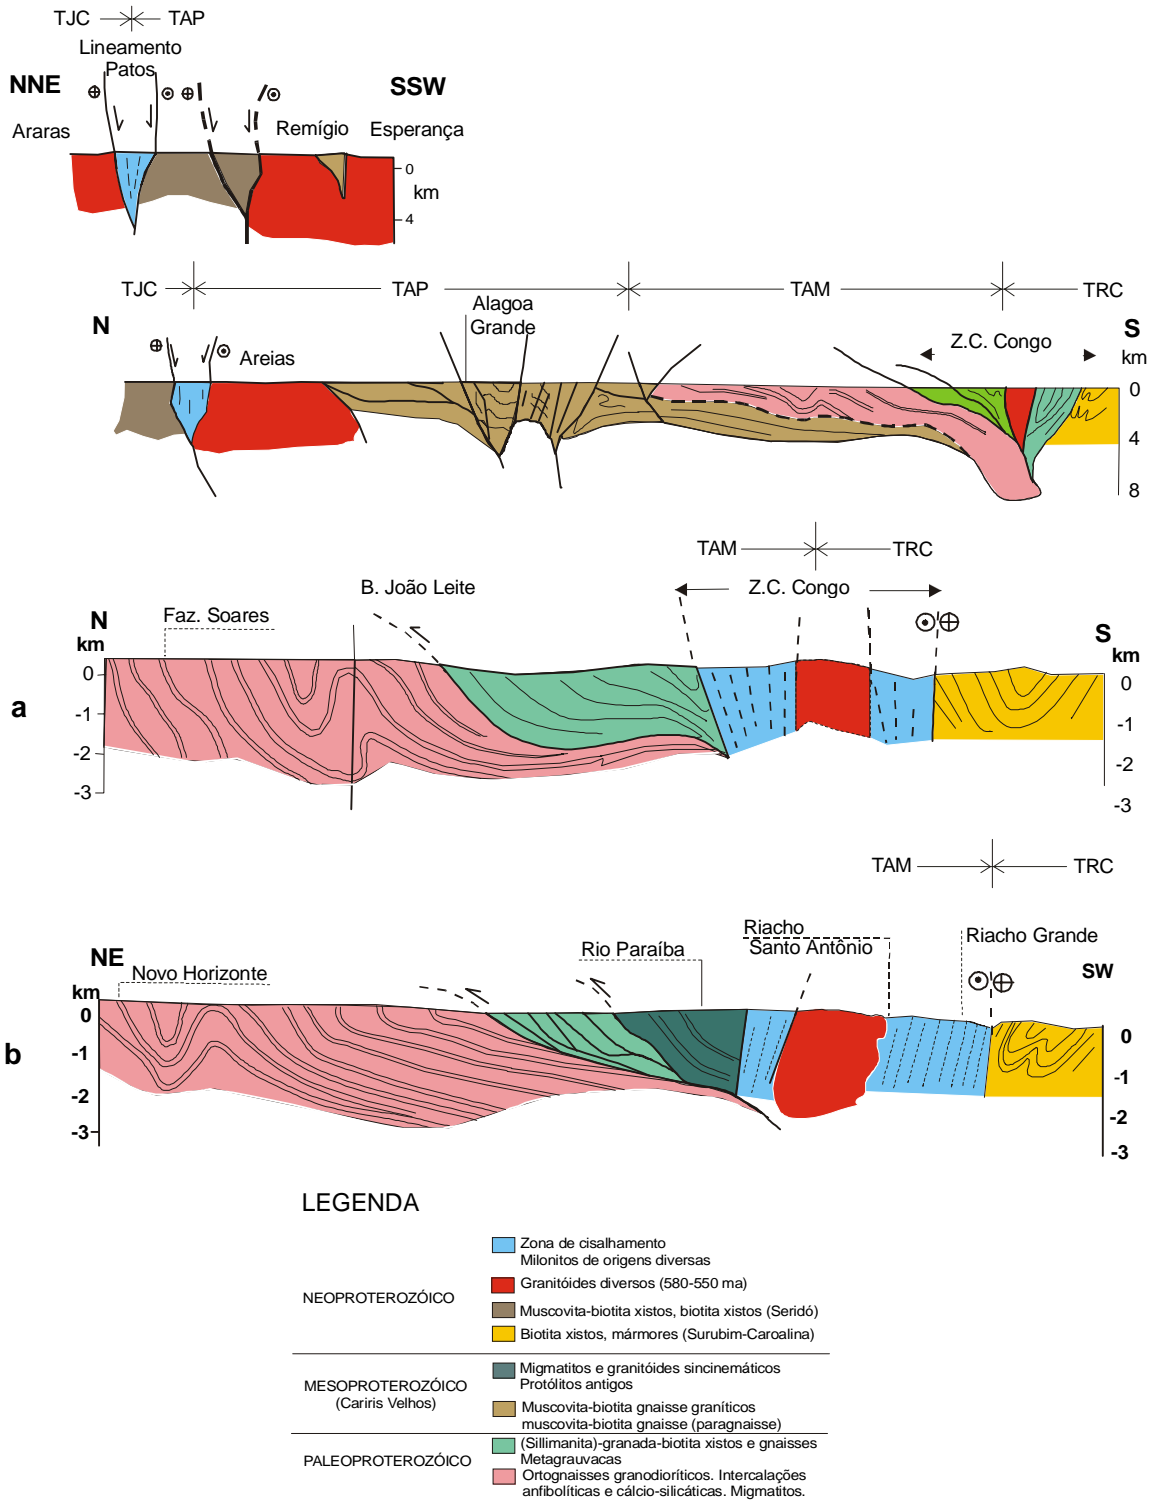 TJC TAP
Lineamento
Patos
NNE SSW
Araras Remígio Esperança
0
km
4
TJC TAP TAM TRC
Alagoa
Grande
N S
Areias Z.C. Congo km
0
4
8
TAM TRC
B. João Leite Z.C. Congo
Faz. Soares
N S
km km
0 0
a
-1 -1
-2 -2
-3 -3
TAM TRC
Riacho
Santo Antônio
Riacho Grande
Rio Paraíba
NE SW
Novo Horizonte
km
0 0
b
-1 -1
-2 -2
-3 -3
LEGENDA
NEOPROTEROZÓICO
Zona de cisalhamento
Milonitos de origens diversas
Granitóides diversos (580-550 ma)
Muscovita-biotita xistos, biotita xistos (Seridó)
Biotita xistos, mármores (Surubim-Caroalina)
MESOPROTEROZÓICO
(Cariris Velhos)
Migmatitos e granitóides sincinemáticos
Protólitos antigos
Muscovita-biotita gnaisse graníticos
muscovita-biotita gnaisse (paragnaisse)
PALEOPROTEROZÓICO
(Sillimanita)-granada-biotita xistos e gnaisses
Metagrauvacas
Ortognaisses granodioríticos. Intercalações
anfibolíticas e cálcio-silicáticas. Migmatitos.